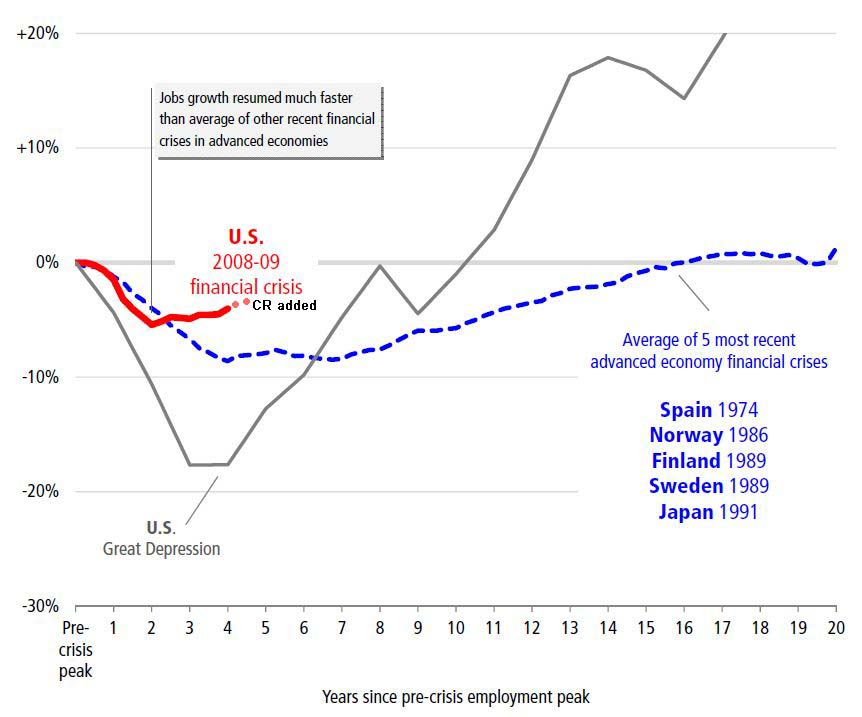 +20%
Jobs growth resumed much faster
than average of other recent financial
crises in advanced economies
+10%
U.S.
2008-09
financial crisis
0%
CR added
Average of 5 most recent
advanced economy financial crises
-10%
Spain 1974
Norway 1986
Finland 1989
Sweden 1989
Japan 1991
-20%
U.S.
Great Depression
-30%
Pre-
crisis
peak
1 2 3 4 5 6 7 8 9 10 11 12 13 14 15 16 17 18 19 20
Years since pre-crisis employment peak